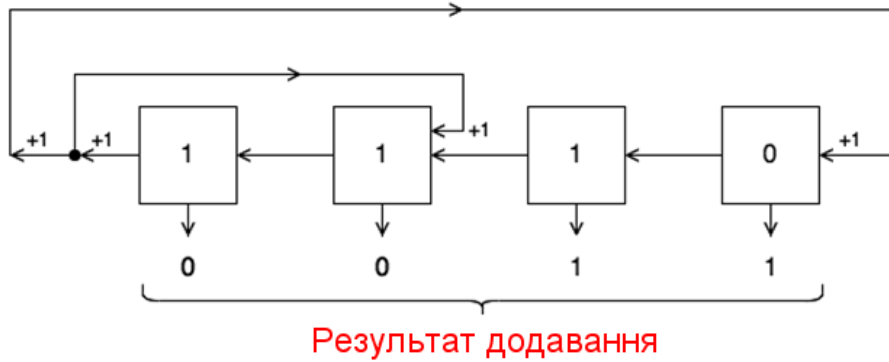 +1
+1 +1 +1
1 1 1 0
0 0 1 1
Результат додавання